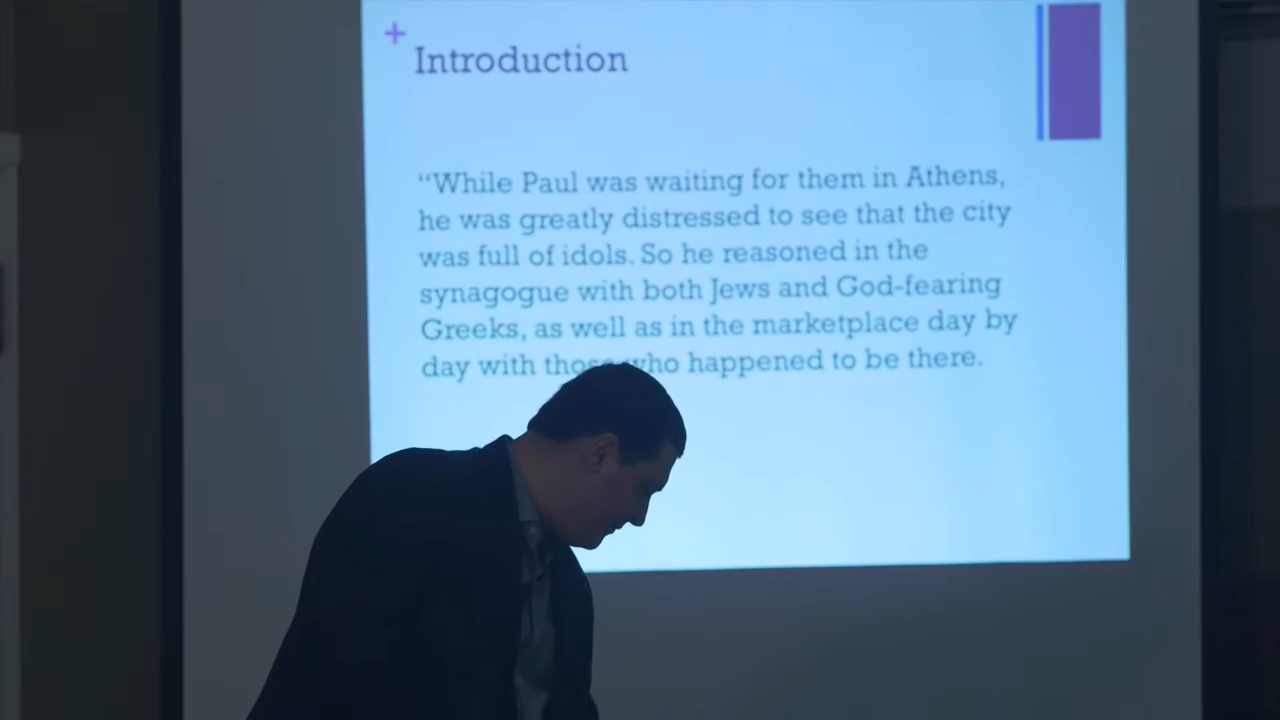 +
Introduction
“While Paul was waiting for them in Athens,
he was greatly distressed to see that the city
was full of idols. So he reasoned in the
synagogue with both Jews and God-fearing
Greeks, as well as in the marketplace day by
day with those who happened to be there.